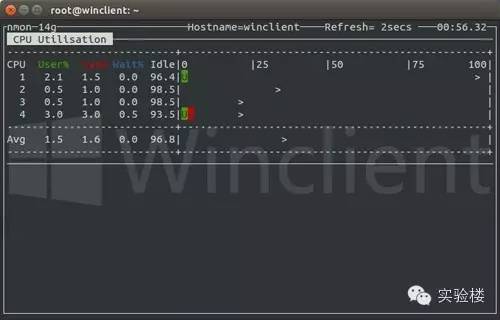 root@winclient: ~
nmon-14g Hostname=winclient Refresh= 2secs 00:56.32
CPU Utilisation
CPU User% Sys% Wait% Idle|0 |25 |50 |75 100|
1 2.1 1.5 0.0 96.4|U > |
2 0.5 1.0 0.0 98.5| > |
3 0.5 1.0 0.0 98.5| > |
4 3.0 3.0 0.5 93.5|U > |
Avg 1.5 1.6 0.0 96.8| > |
Winclient
实验楼